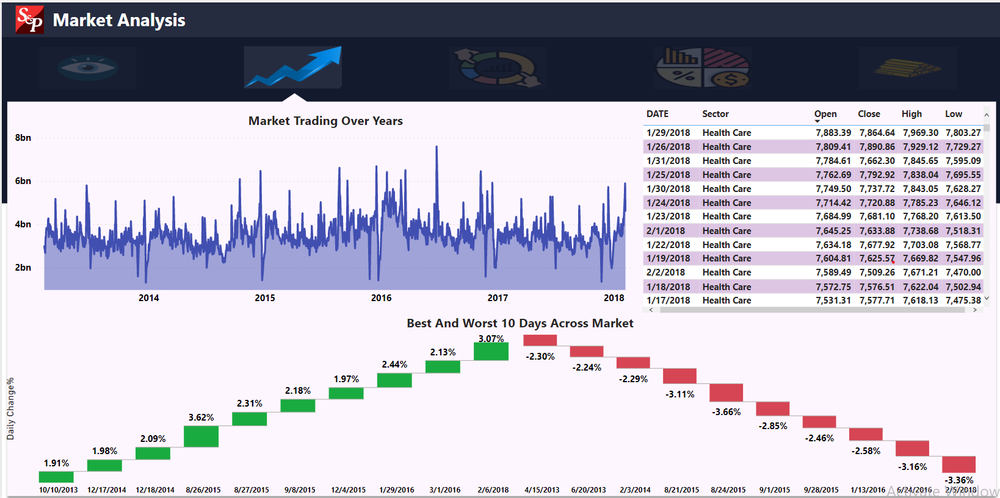 S&P Market Analysis
Market Trading Over Years
8bn
6bn
4bn
2bn
2014 2015 2016 2017 2018
DATE Sector Open Close High Low
1/29/2018 Health Care 7,883.39 7,864.64 7,969.30 7,803.27
1/26/2018 Health Care 7,809.41 7,890.86 7,929.12 7,729.27
1/31/2018 Health Care 7,784.61 7,662.30 7,845.65 7,595.09
1/25/2018 Health Care 7,762.69 7,792.92 7,838.04 7,695.55
1/30/2018 Health Care 7,749.50 7,737.72 7,843.05 7,628.27
1/24/2018 Health Care 7,714.42 7,720.88 7,785.23 7,646.12
1/23/2018 Health Care 7,684.99 7,681.10 7,768.20 7,613.50
2/1/2018 Health Care 7,645.25 7,633.88 7,738.68 7,518.31
1/22/2018 Health Care 7,634.18 7,677.92 7,703.08 7,568.77
1/19/2018 Health Care 7,604.81 7,625.57 7,669.82 7,547.96
2/2/2018 Health Care 7,589.49 7,509.26 7,671.21 7,470.00
1/18/2018 Health Care 7,572.75 7,576.51 7,622.04 7,502.94
1/17/2018 Health Care 7,531.31 7,577.71 7,618.13 7,475.38
Best And Worst 10 Days Across Market
Daily Change%
1.91% 1.98% 2.09% 3.62% 2.31% 2.18% 1.97% 2.44% 2.13% 3.07% -2.30% -2.24% -2.29% -3.11% -3.66% -2.85% -2.46% -2.58% -3.16% -3.36%
10/10/2013 12/17/2014 12/18/2014 8/26/2015 8/27/2015 9/8/2015 12/4/2015 1/29/2016 3/1/2016 2/6/2018 4/15/2013 6/20/2013 2/3/2014 8/21/2015 8/24/2015 9/1/2015 9/28/2015 1/13/2016 6/24/2016 2/5/2018
% $
Activate Window